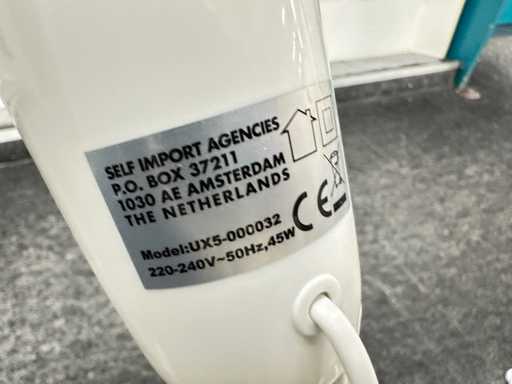 SELF IMPORT AGENCIES
P.O. BOX 37211
1030 AE AMSTERDAM
THE NETHERLANDS
CE
Model:UX5-000032
220-240V~50Hz,45W